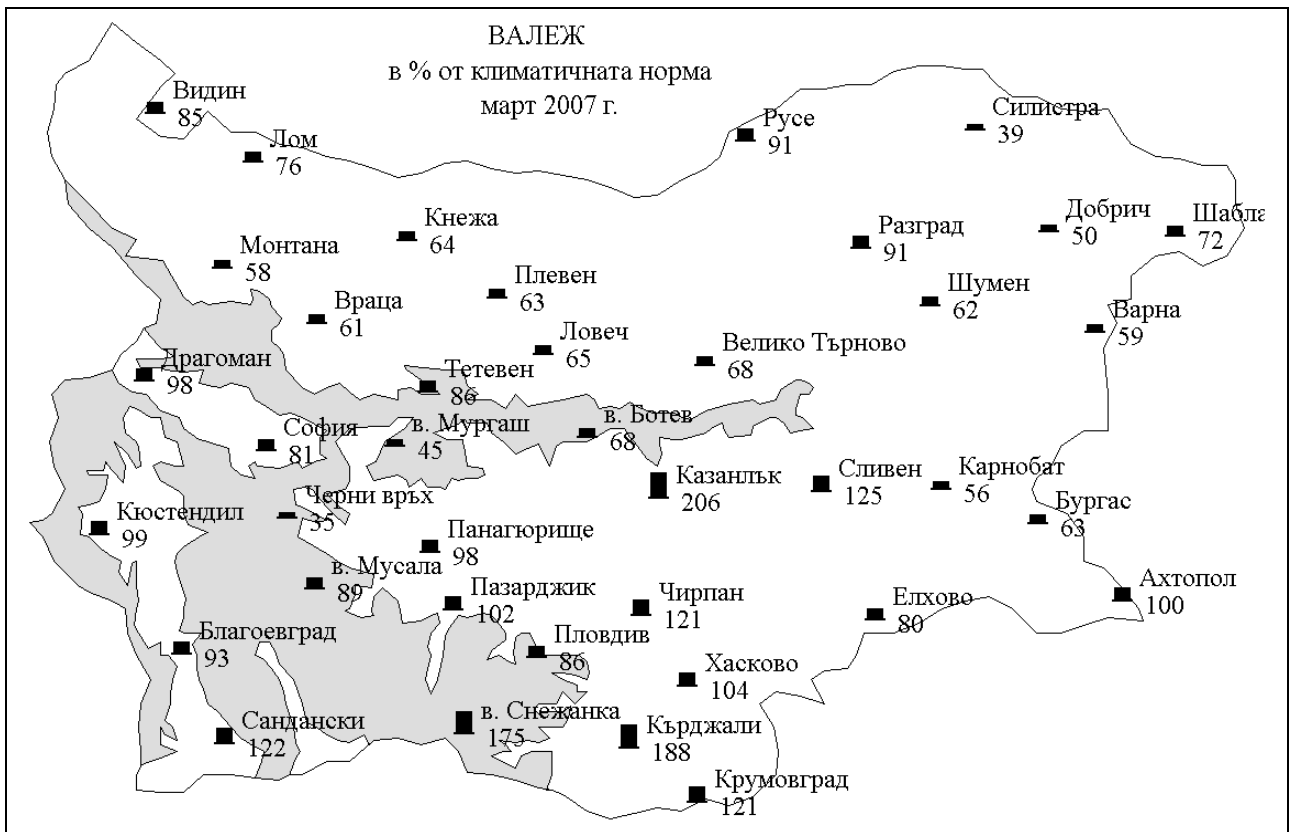 ВАЛЕЖ
в % от климатичната норма
март 2007 г.
Видин
85
Лом
76
Русе
91
Силистра
39
Кнежа
64
Разград
91
Добрич
50
Шабла
72
Монтана
58
Плевен
63
Шумен
62
Враца
61
Варна
59
Ловеч
65
Велико Търново
68
Драгоман
98
Тетевен
86
в. Мургаш
45
в. Ботев
68
София
81
Казанлък
206
Сливен
125
Карнобат
56
Черни връх
35
Бургас
63
Кюстендил
99
Панагюрище
98
в. Мусала
89
Пазарджик
102
Чирпан
121
Елхово
80
Ахтопол
100
Благоевград
93
Пловдив
86
Хасково
104
Сандански
122
в. Снежанка
175
Кърджали
188
Крумовград
121